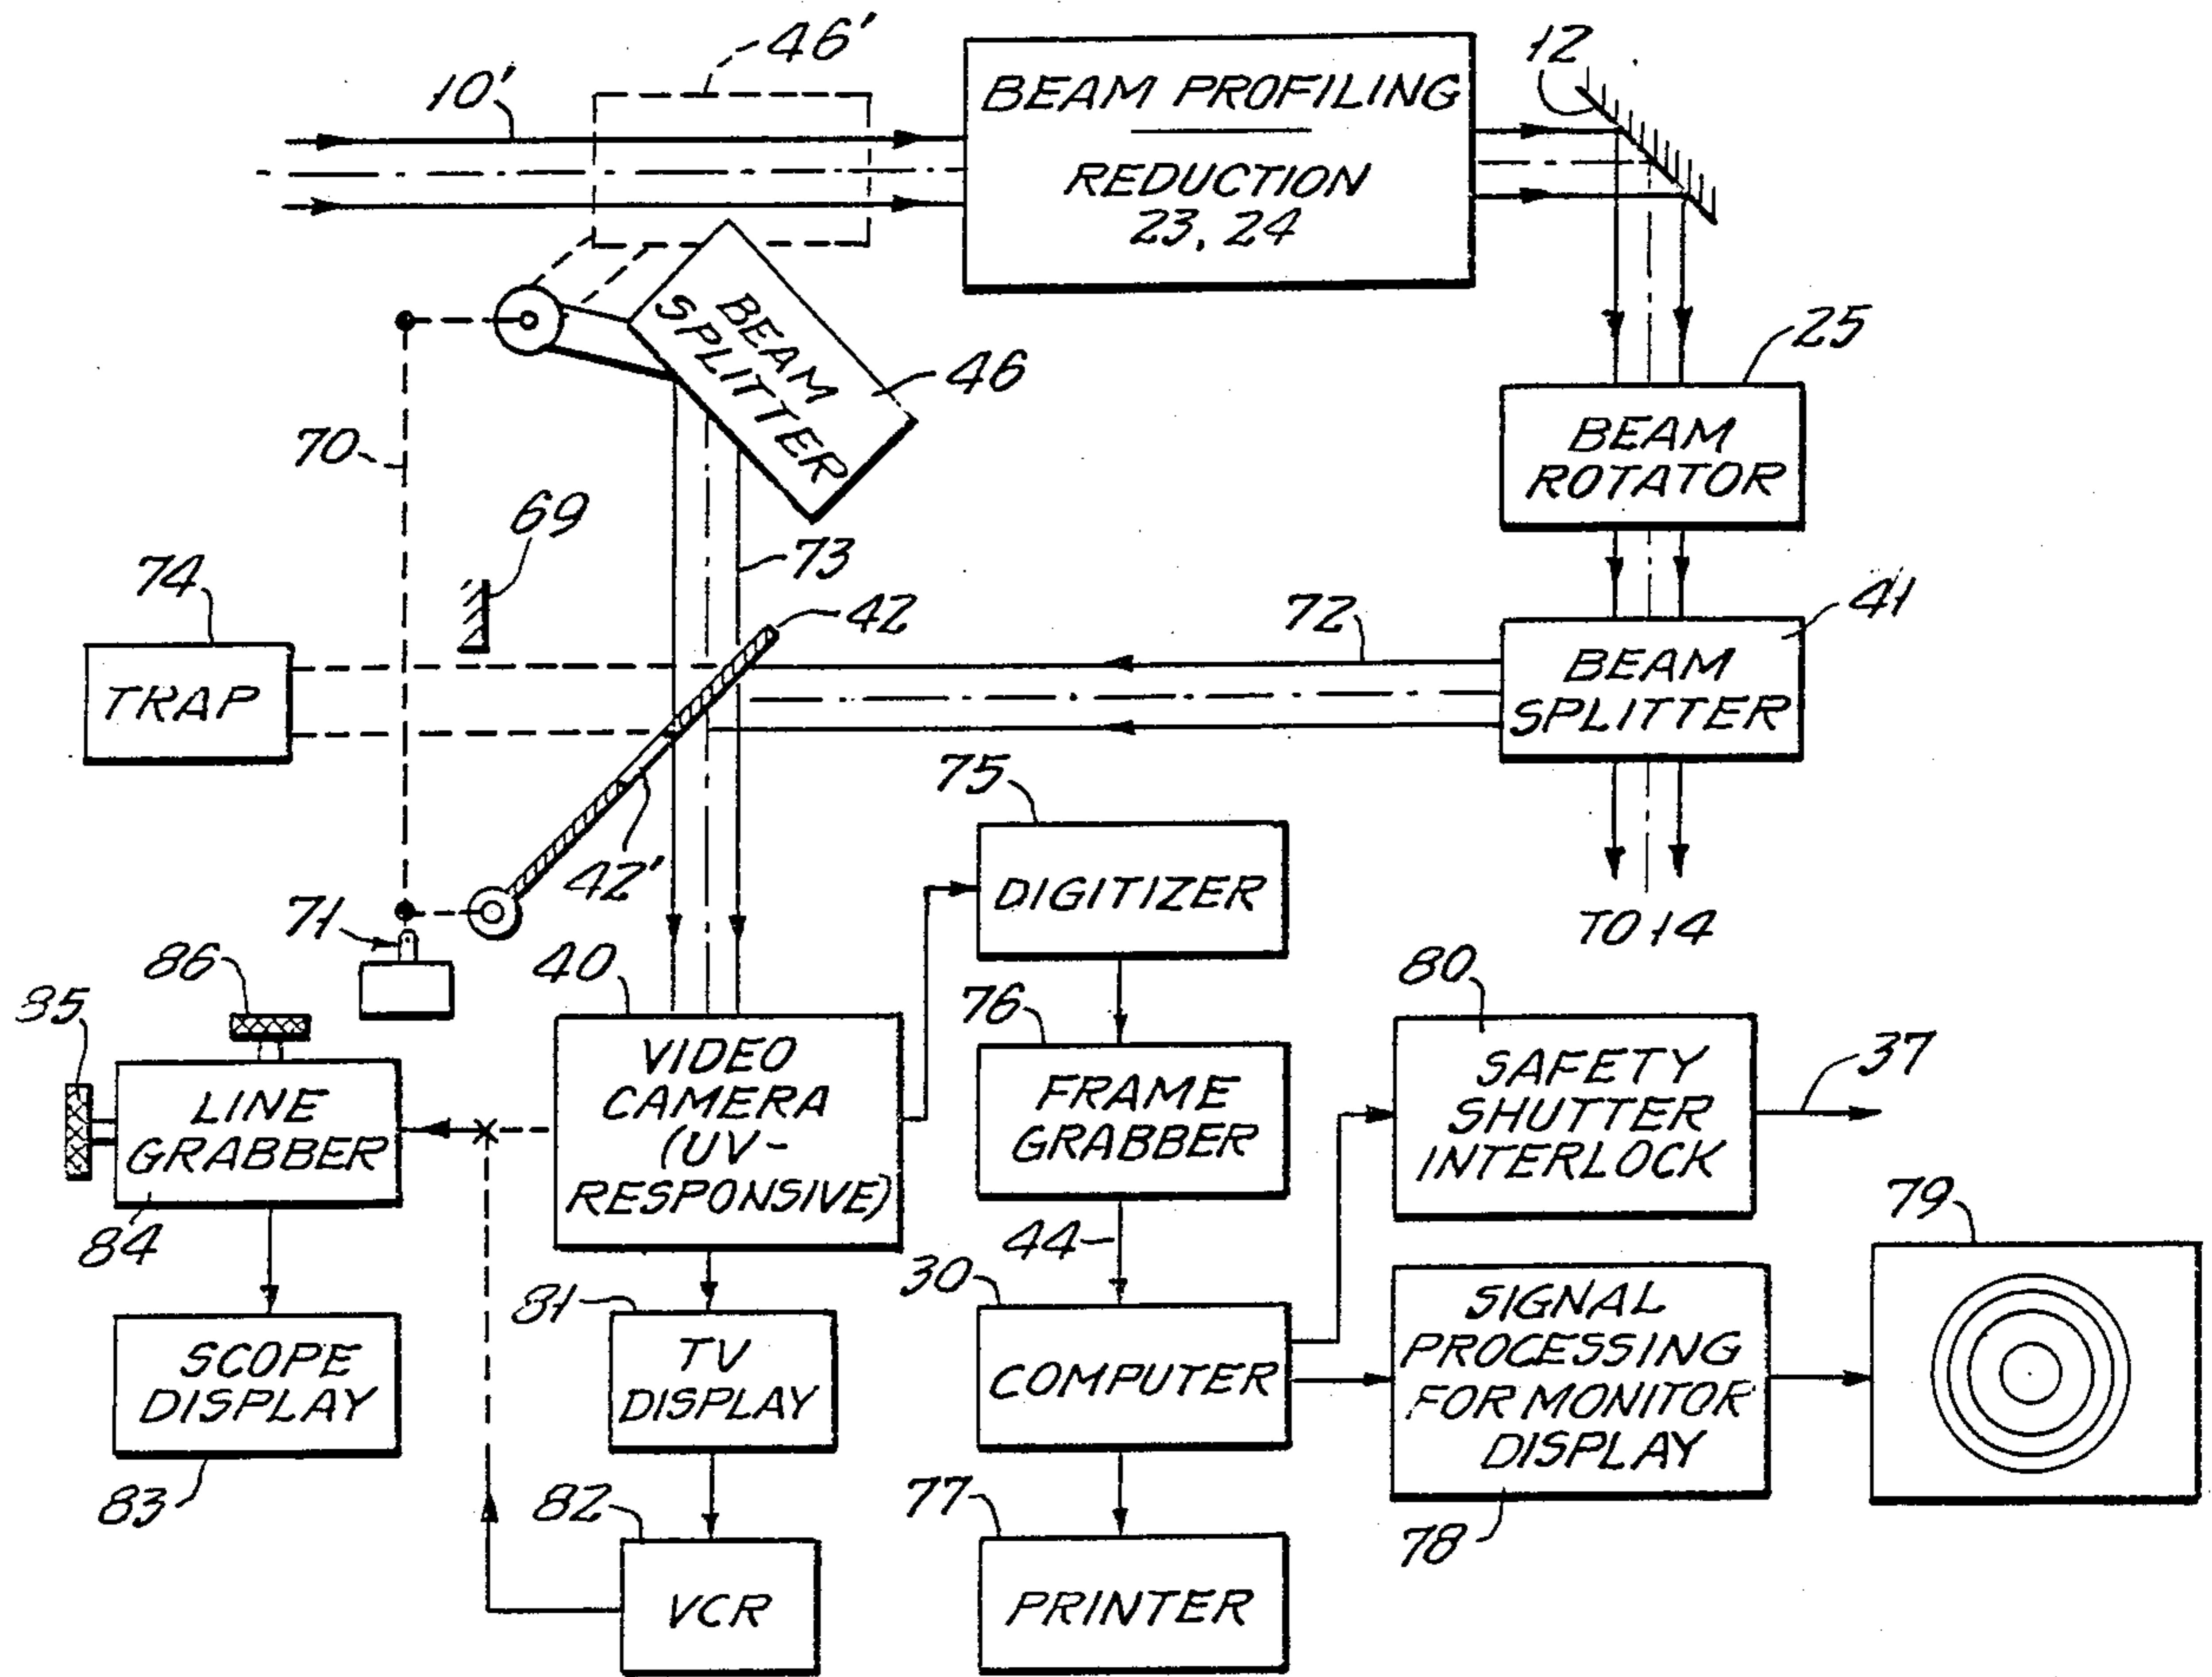 46'
12
10'
BEAM PROFILING
REDUCTION
23, 24
BEAM
SPLITTER
46
25
BEAM
ROTATOR
70
69
73
74
TRAP
42
72
41
BEAM
SPLITTER
42'
75
DIGITIZER
TO 14
71
86
85
40
VIDEO
CAMERA
(UV-
RESPONSIVE)
76
FRAME
GRABBER
80
SAFETY
SHUTTER
INTERLOCK
37
LINE
GRABBER
84
44
79
81
TV
DISPLAY
30
COMPUTER
SIGNAL
PROCESSING
FOR MONITOR
DISPLAY
SCOPE
DISPLAY
83
82
VCR
77
PRINTER
78